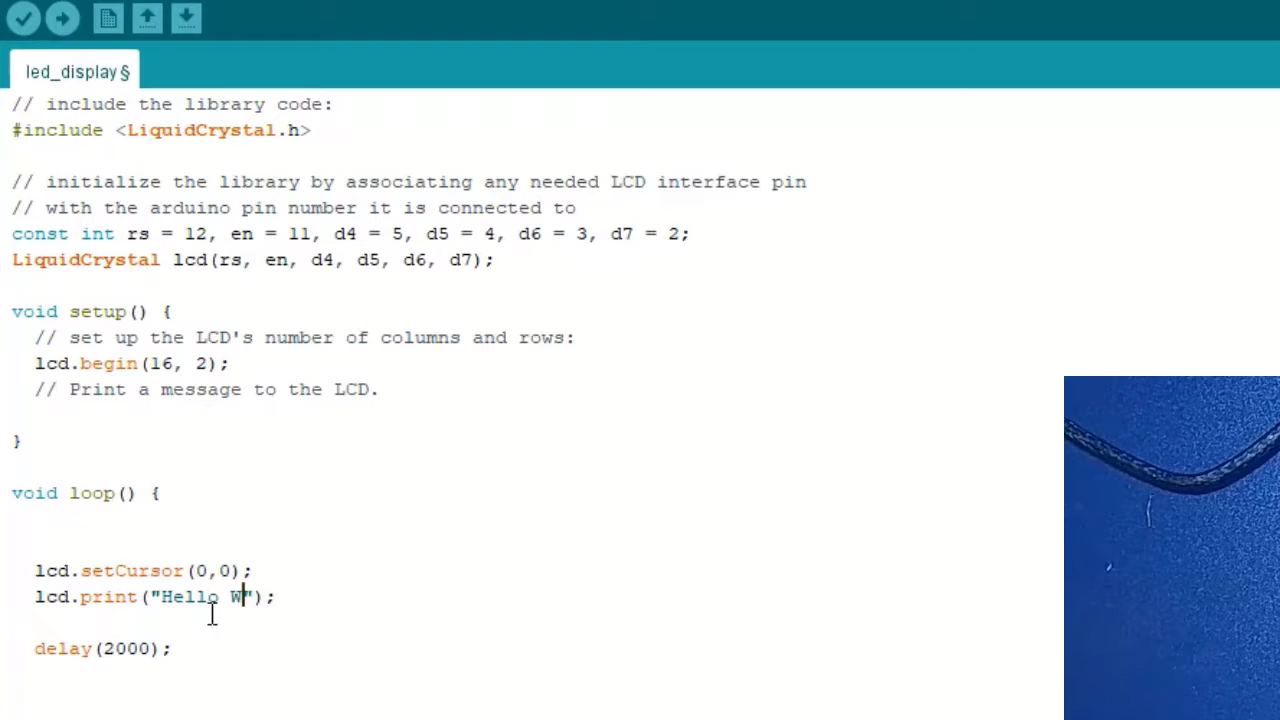 led_display§
// include the library code:
#include <LiquidCrystal.h>
// initialize the library by associating any needed LCD interface pin
// with the arduino pin number it is connected to
const int rs = 12, en = 11, d4 = 5, d5 = 4, d6 = 3, d7 = 2;
LiquidCrystal lcd(rs, en, d4, d5, d6, d7);
void setup() {
  // set up the LCD's number of columns and rows:
  lcd.begin(16, 2);
  // Print a message to the LCD.
}
void loop() {
  lcd.setCursor(0,0);
  lcd.print("Hello W");
  delay(2000);